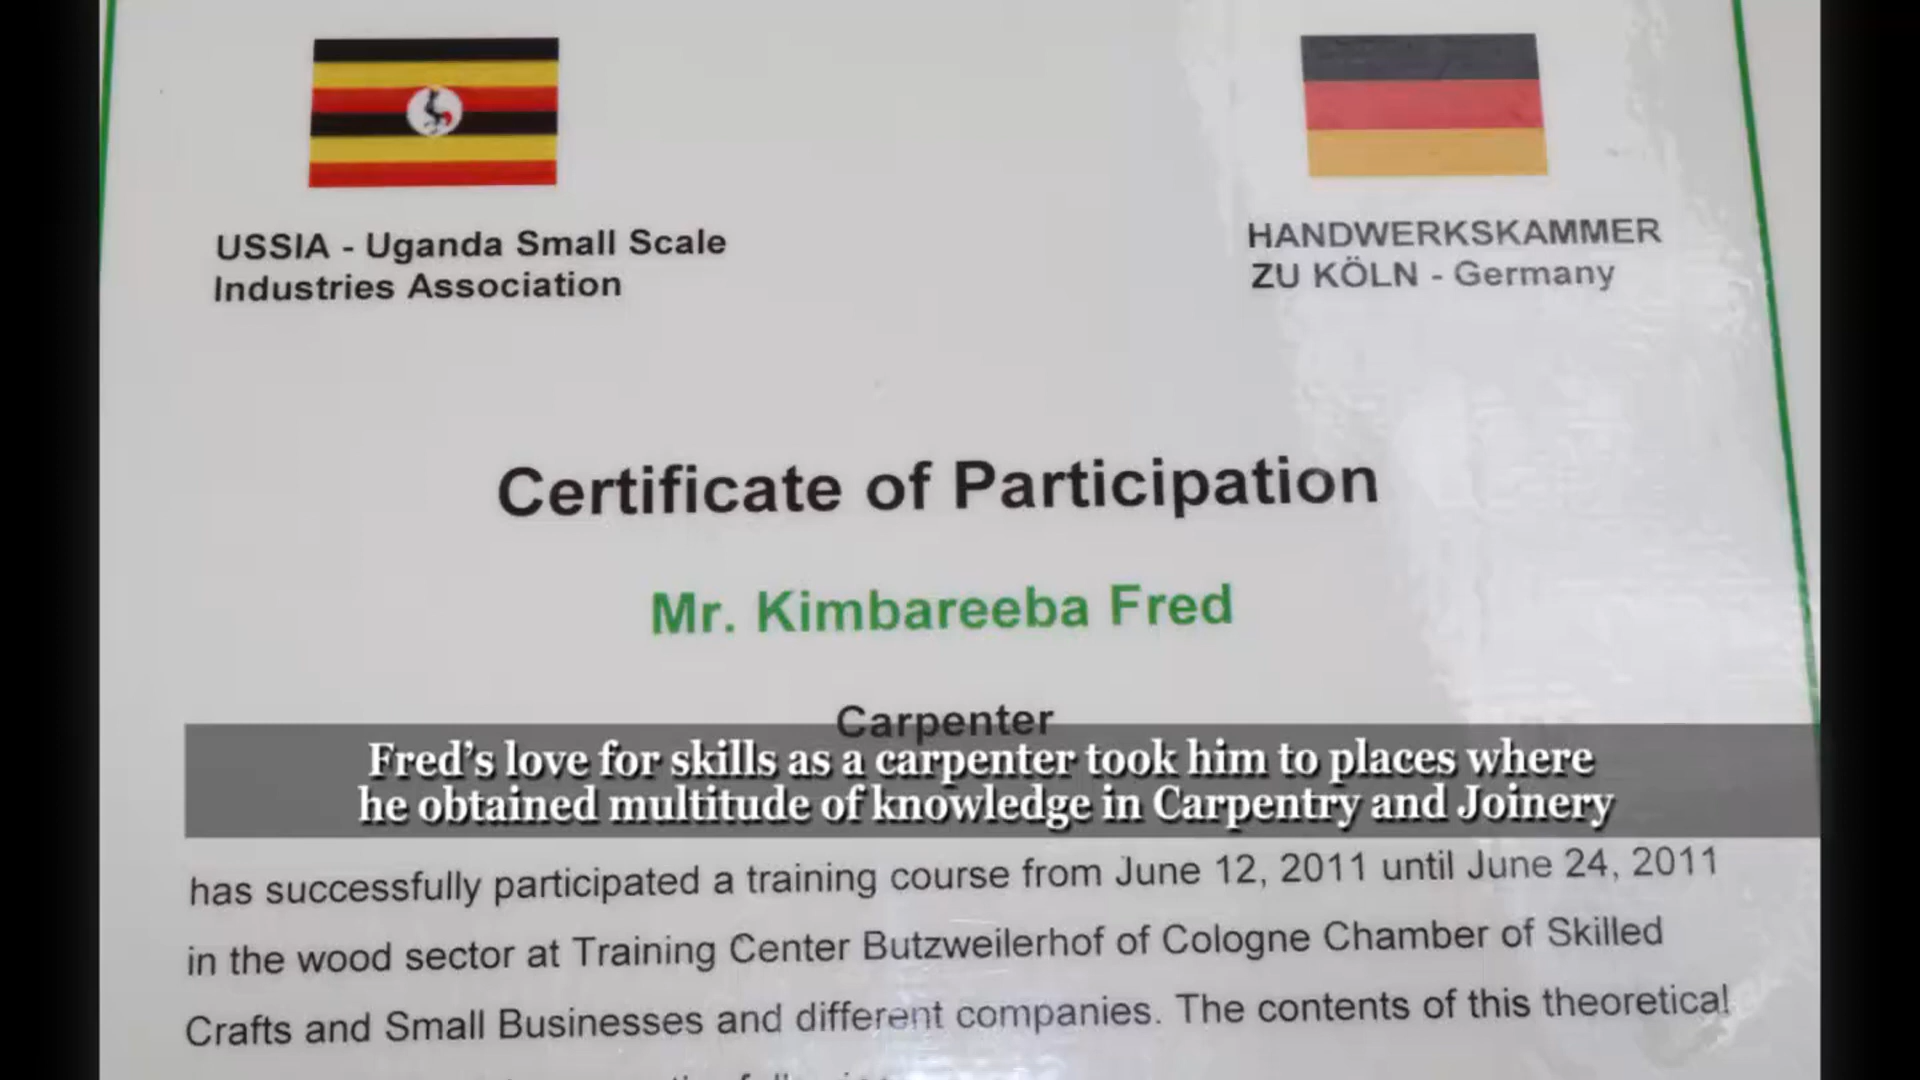 USSIA - Uganda Small Scale
Industries Association
HANDWERKSKAMMER
ZU KÖLN - Germany
Certificate of Participation
Mr. Kimbareeba Fred
Carpenter
Fred's love for skills as a carpenter took him to places where
he obtained multitude of knowledge in Carpentry and Joinery
has successfully participated a training course from June 12, 2011 until June 24, 2011
in the wood sector at Training Center Butzweilerhof of Cologne Chamber of Skilled
Crafts and Small Businesses and different companies. The contents of this theoretical